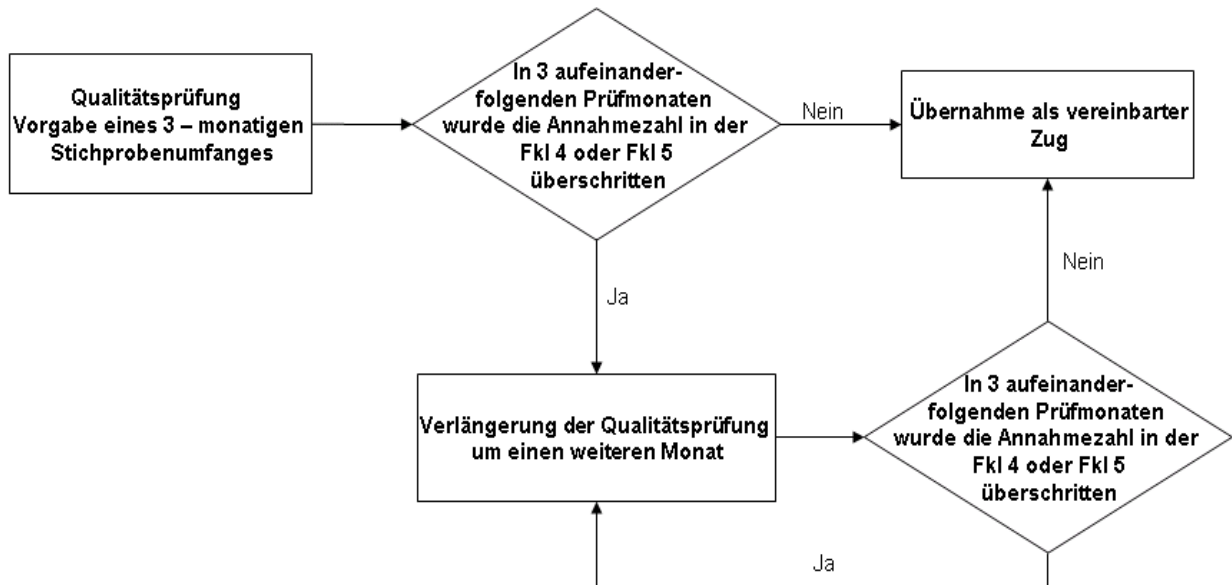 Qualitätsprüfung
Vorgabe eines 3 – monatigen
Stichprobenumfanges
In 3 aufeinander-
folgenden Prüfmonaten
wurde die Annahmezahl in der
Fkl 4 oder Fkl 5
überschritten
Nein
Übernahme als vereinbarter
Zug
Ja
Nein
Verlängerung der Qualitätsprüfung
um einen weiteren Monat
In 3 aufeinander-
folgenden Prüfmonaten
wurde die Annahmezahl in der
Fkl 4 oder Fkl 5
überschritten
Ja